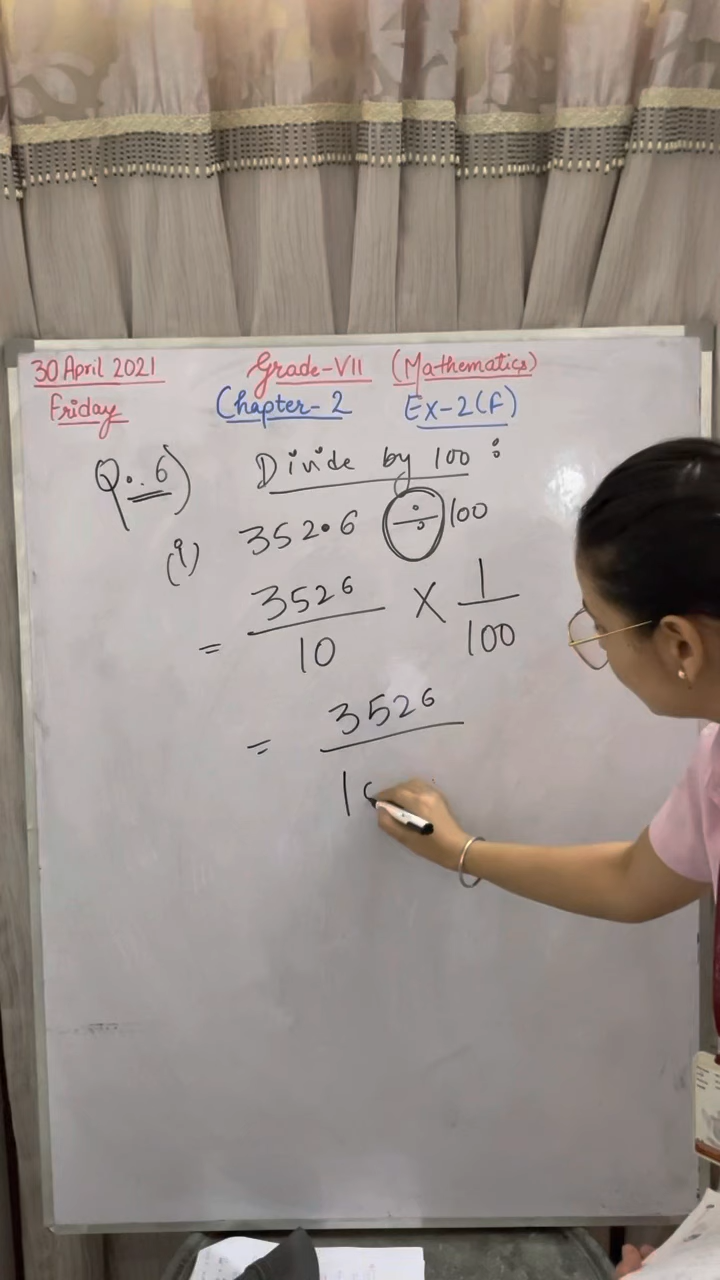 30 April 2021 Grade-VII (Mathematics)
Friday Chapter-2 Ex-2(F)
Q.. 6) Divide by 100 :
(i) 352.6 ÷ 100
= 3526/10 × 1/100
= 3526/10